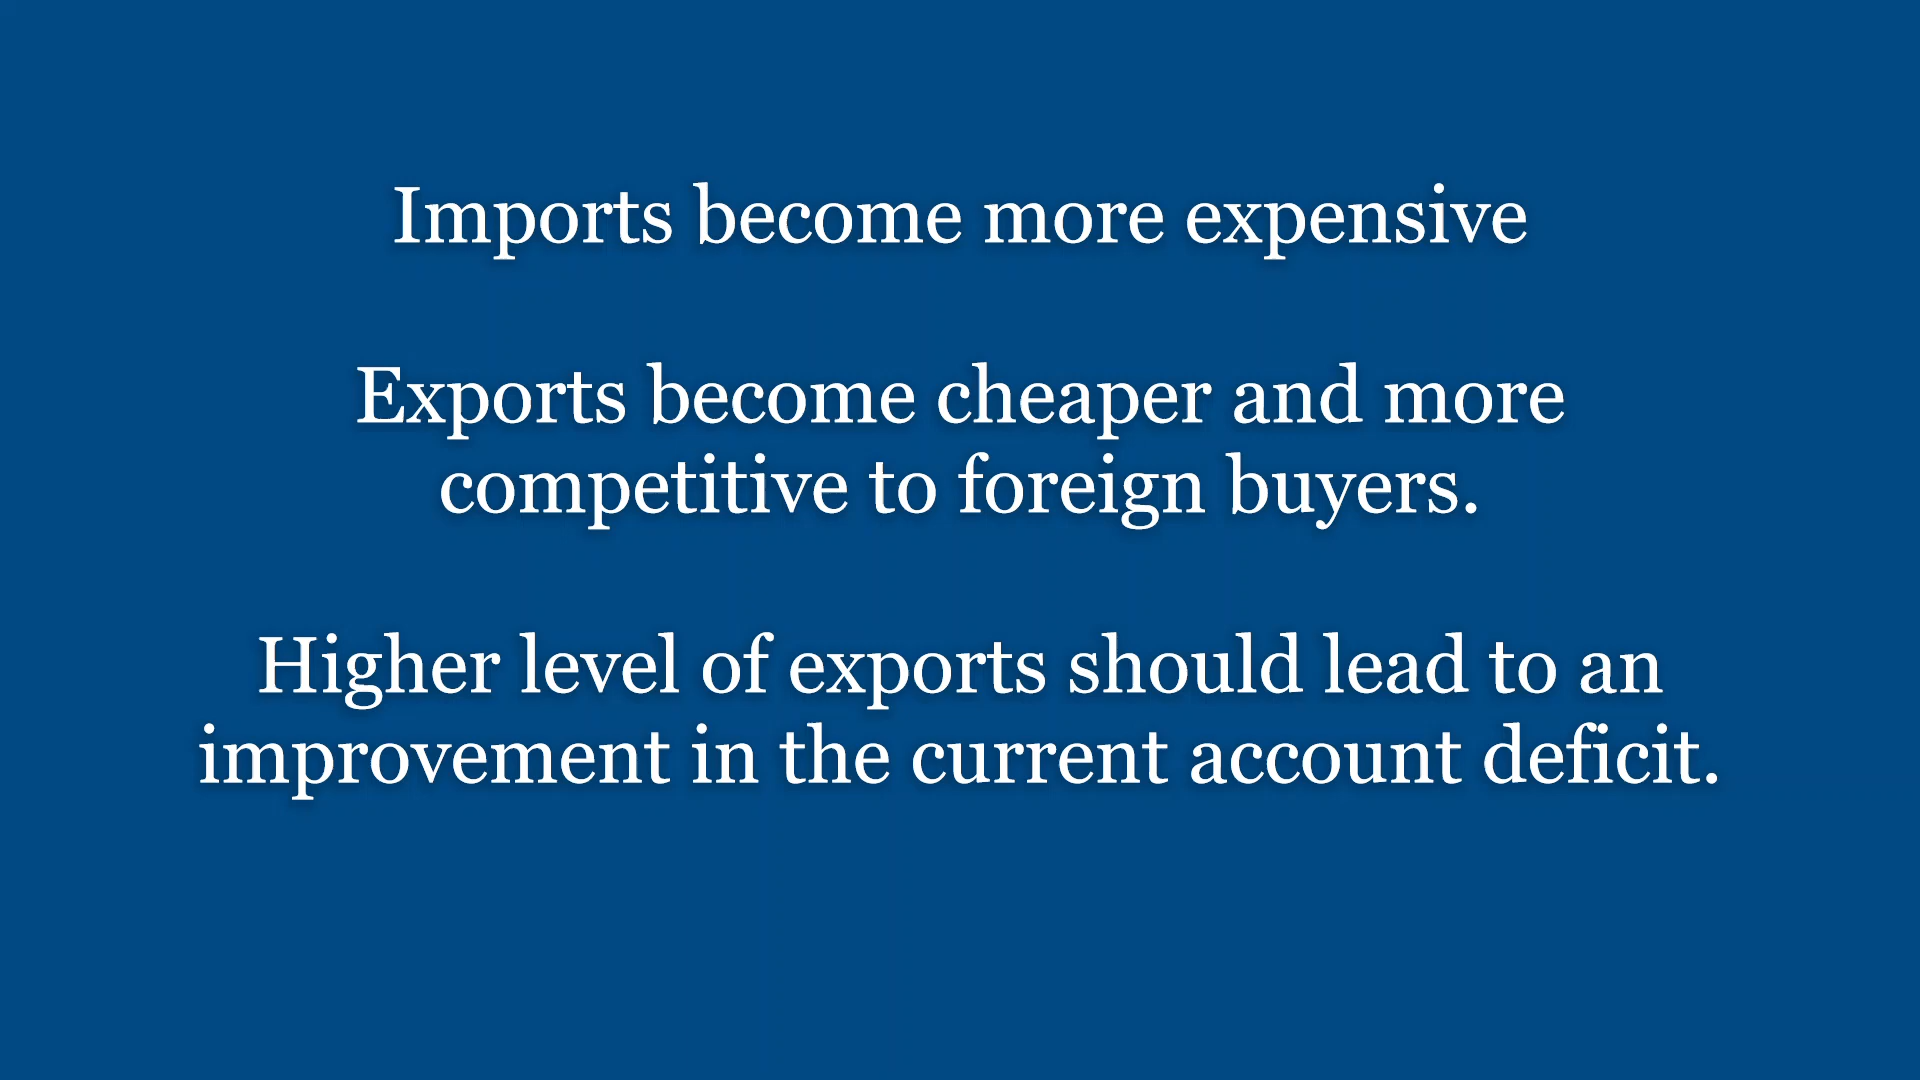 Imports become more expensive
Exports become cheaper and more
competitive to foreign buyers.
Higher level of exports should lead to an
improvement in the current account deficit.